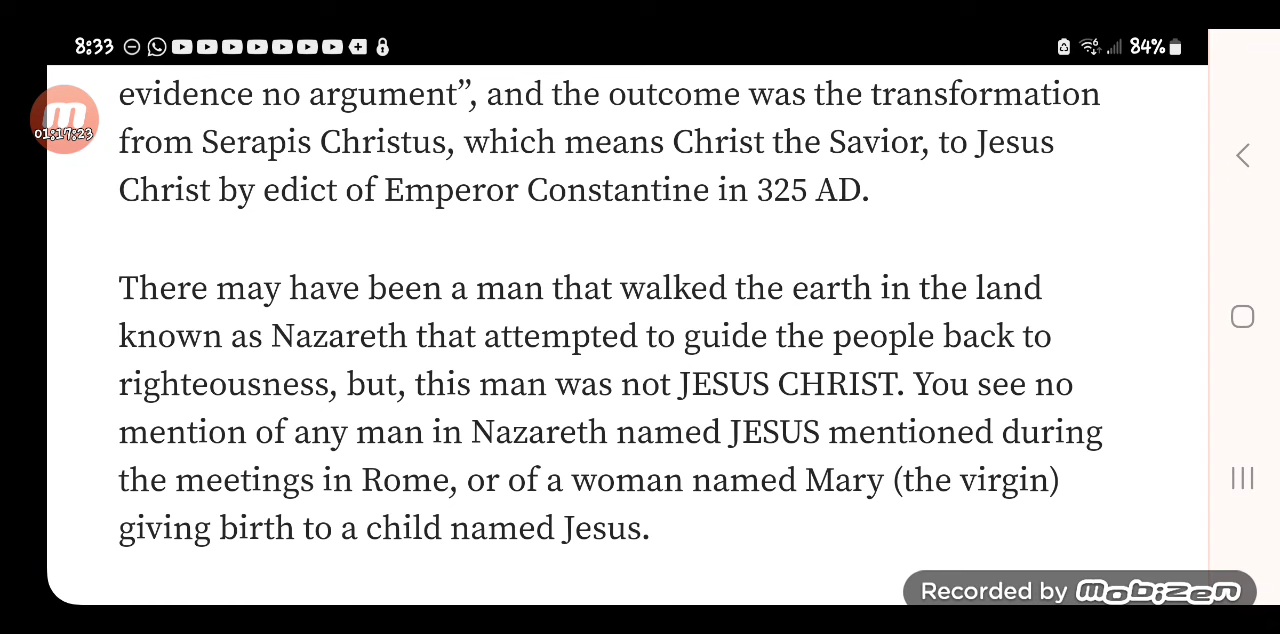 8:33 84%
01:17:23
evidence no argument”, and the outcome was the transformation
from Serapis Christus, which means Christ the Savior, to Jesus
Christ by edict of Emperor Constantine in 325 AD.
There may have been a man that walked the earth in the land
known as Nazareth that attempted to guide the people back to
righteousness, but, this man was not JESUS CHRIST. You see no
mention of any man in Nazareth named JESUS mentioned during
the meetings in Rome, or of a woman named Mary (the virgin)
giving birth to a child named Jesus.
Recorded by mobizen